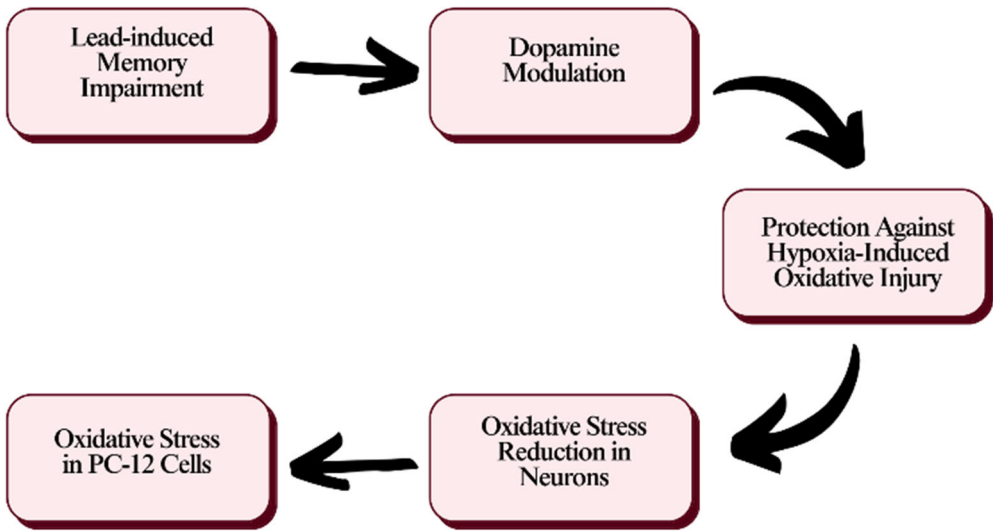 Lead-induced
Memory
Impairment
Dopamine
Modulation
Protection Against
Hypoxia-Induced
Oxidative Injury
Oxidative Stress
Reduction in
Neurons
Oxidative Stress
in PC-12 Cells